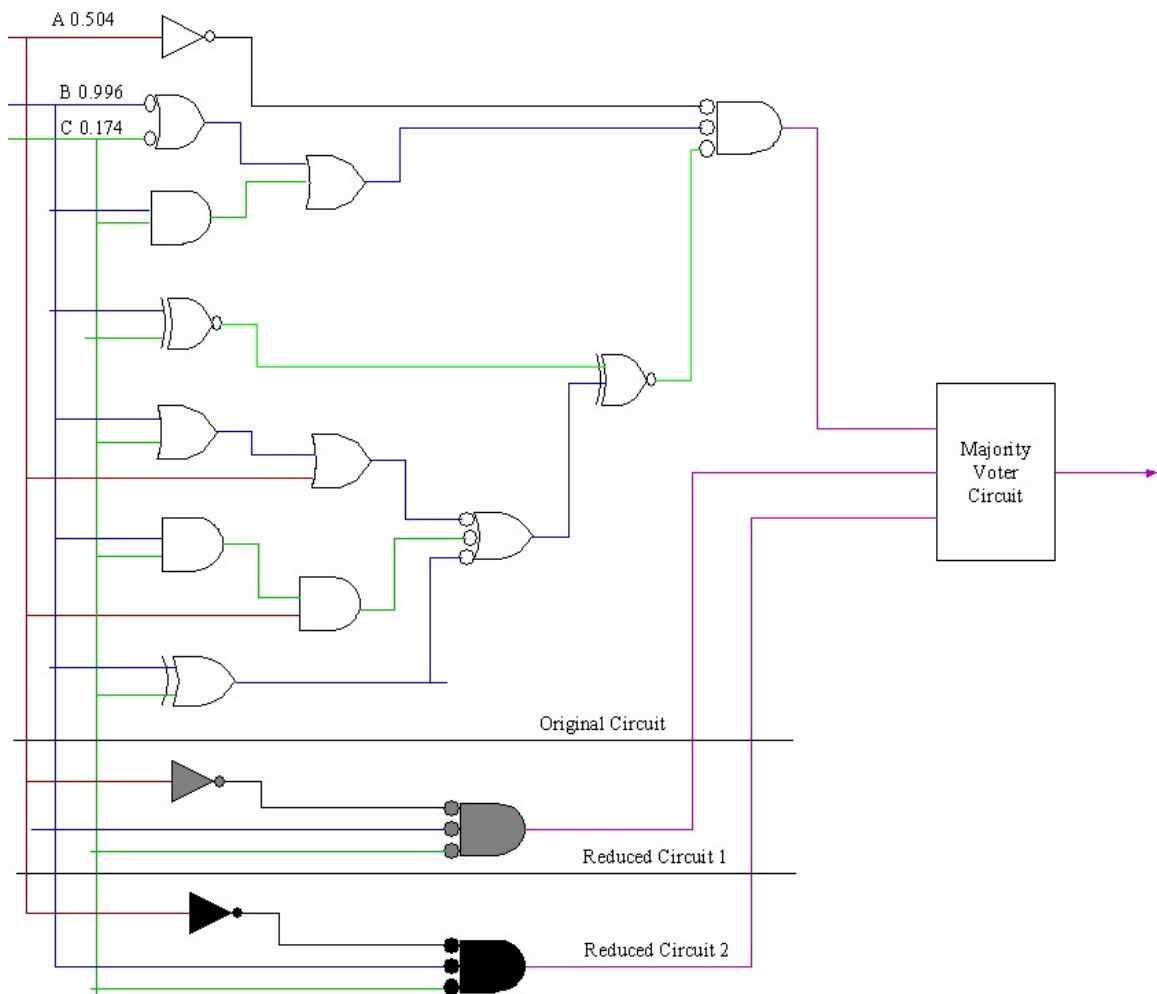 A 0.504
B 0.996
C 0.174
Majority
Voter
Circuit
Original Circuit
Reduced Circuit 1
Reduced Circuit 2